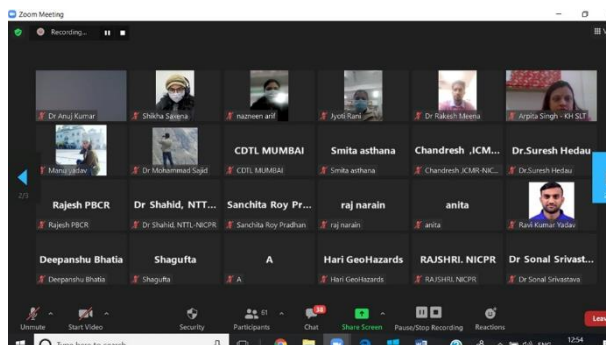 Zoom Meeting
Recording...
Dr Anuj Kumar
Shikha Saxena
nazneen arif
Jyoti Rani
Dr Rakesh Meena
Arpita Singh - KH SLT
Manu yadav
Dr Mohammad Sajid
CDTL MUMBAI
CDTL MUMBAI
Smita asthana
Smita asthana
Chandresh ,ICM...
Chandresh ,ICMR-NIC...
Dr.Suresh Hedau
Dr.Suresh Hedau
2/3
Rajesh PBCR
Rajesh PBCR
Dr Shahid, NTT...
Dr Shahid, NTTL-NICPR
Sanchita Roy Pr...
Sanchita Roy Pradhan
raj narain
raj narain
anita
anita
Ravi Kumar Yadav
Deepanshu Bhatia
Deepanshu Bhatia
Shagufta
Shagufta
A
A
Hari GeoHazards
Hari GeoHazards
RAJSHRI. NICPR
RAJSHRI. NICPR
Dr Sonal Srivast...
Dr Sonal Srivastava
Unmute
Start Video
Security
61
Participants
38
Chat
Share Screen
Pause/Stop Recording
Reactions
Leav
Type here to search
ENG
12:54